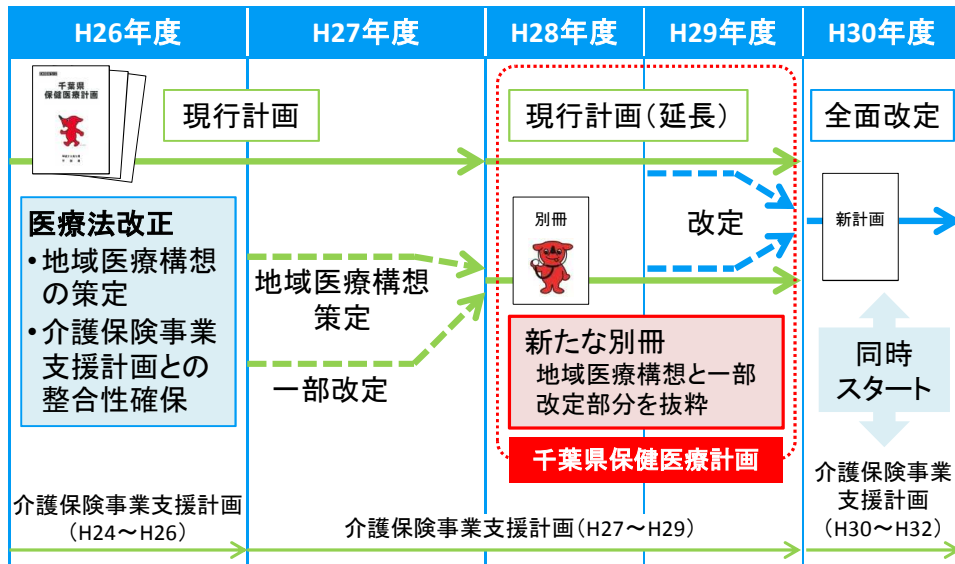 H26年度
H27年度
H28年度
H29年度
H30年度
千葉県
保健医療計画
現行計画
現行計画(延長)
全面改定
医療法改正
・地域医療構想
の策定
・介護保険事業
支援計画との
整合性確保
地域医療構想
策定
一部改定
別冊
改定
新計画
新たな別冊
地域医療構想と一部
改定部分を抜粋
千葉県保健医療計画
同時
スタート
介護保険事業支援計画
(H24~H26)
介護保険事業支援計画(H27~H29)
介護保険事業
支援計画
(H30~H32)